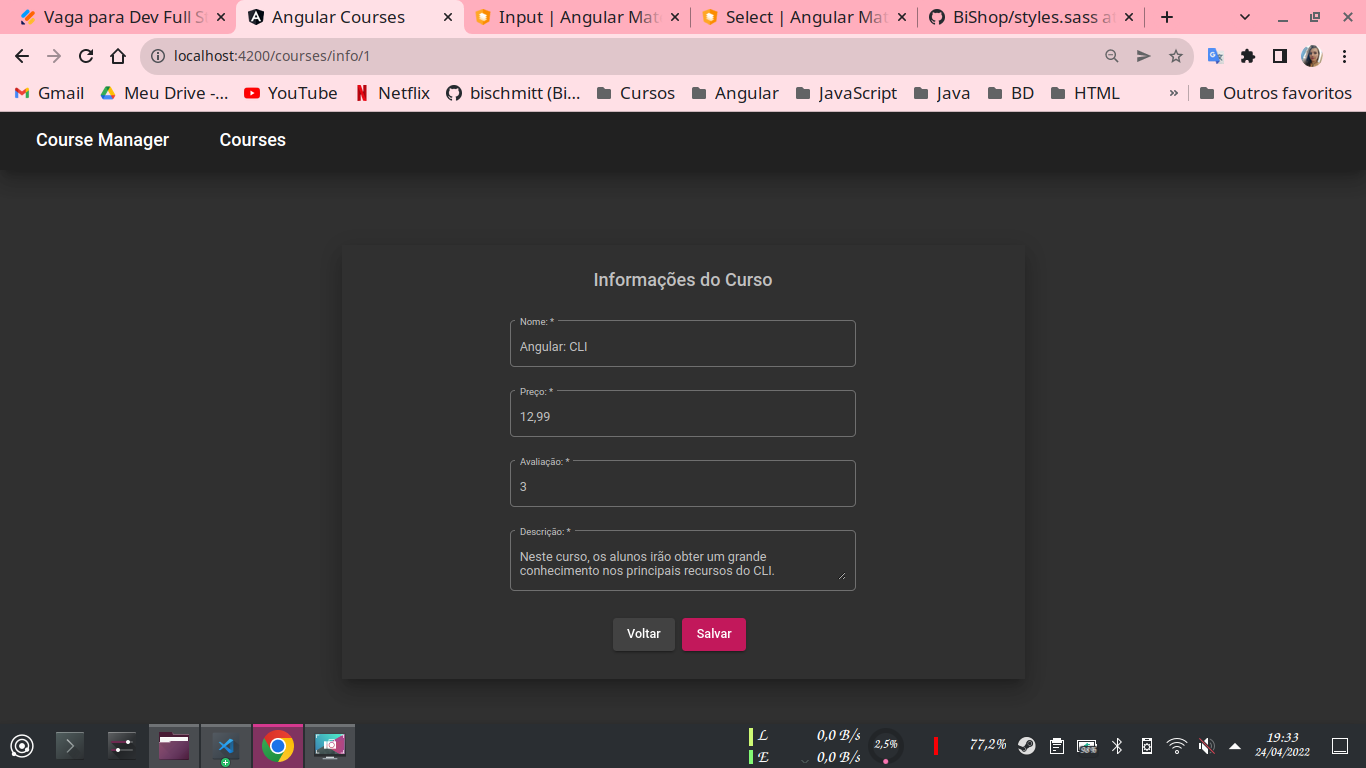 Vaga para Dev Full S
Angular Courses
Input | Angular Mat
Select | Angular Mat
BiShop/styles.sass a
localhost:4200/courses/info/1
Gmail
Meu Drive -...
YouTube
Netflix
bischmitt (Bi...
Cursos
Angular
JavaScript
Java
BD
HTML
»
Outros favoritos
Course Manager
Courses
Informações do Curso
Nome: *
Angular: CLI
Preço: *
12,99
Avaliação: *
3
Descrição: *
Neste curso, os alunos irão obter um grande
conhecimento nos principais recursos do CLI.
Voltar
Salvar
L 0,0 B/s
E 0,0 B/s
2,5%
77,2%
19:33
24/04/2022